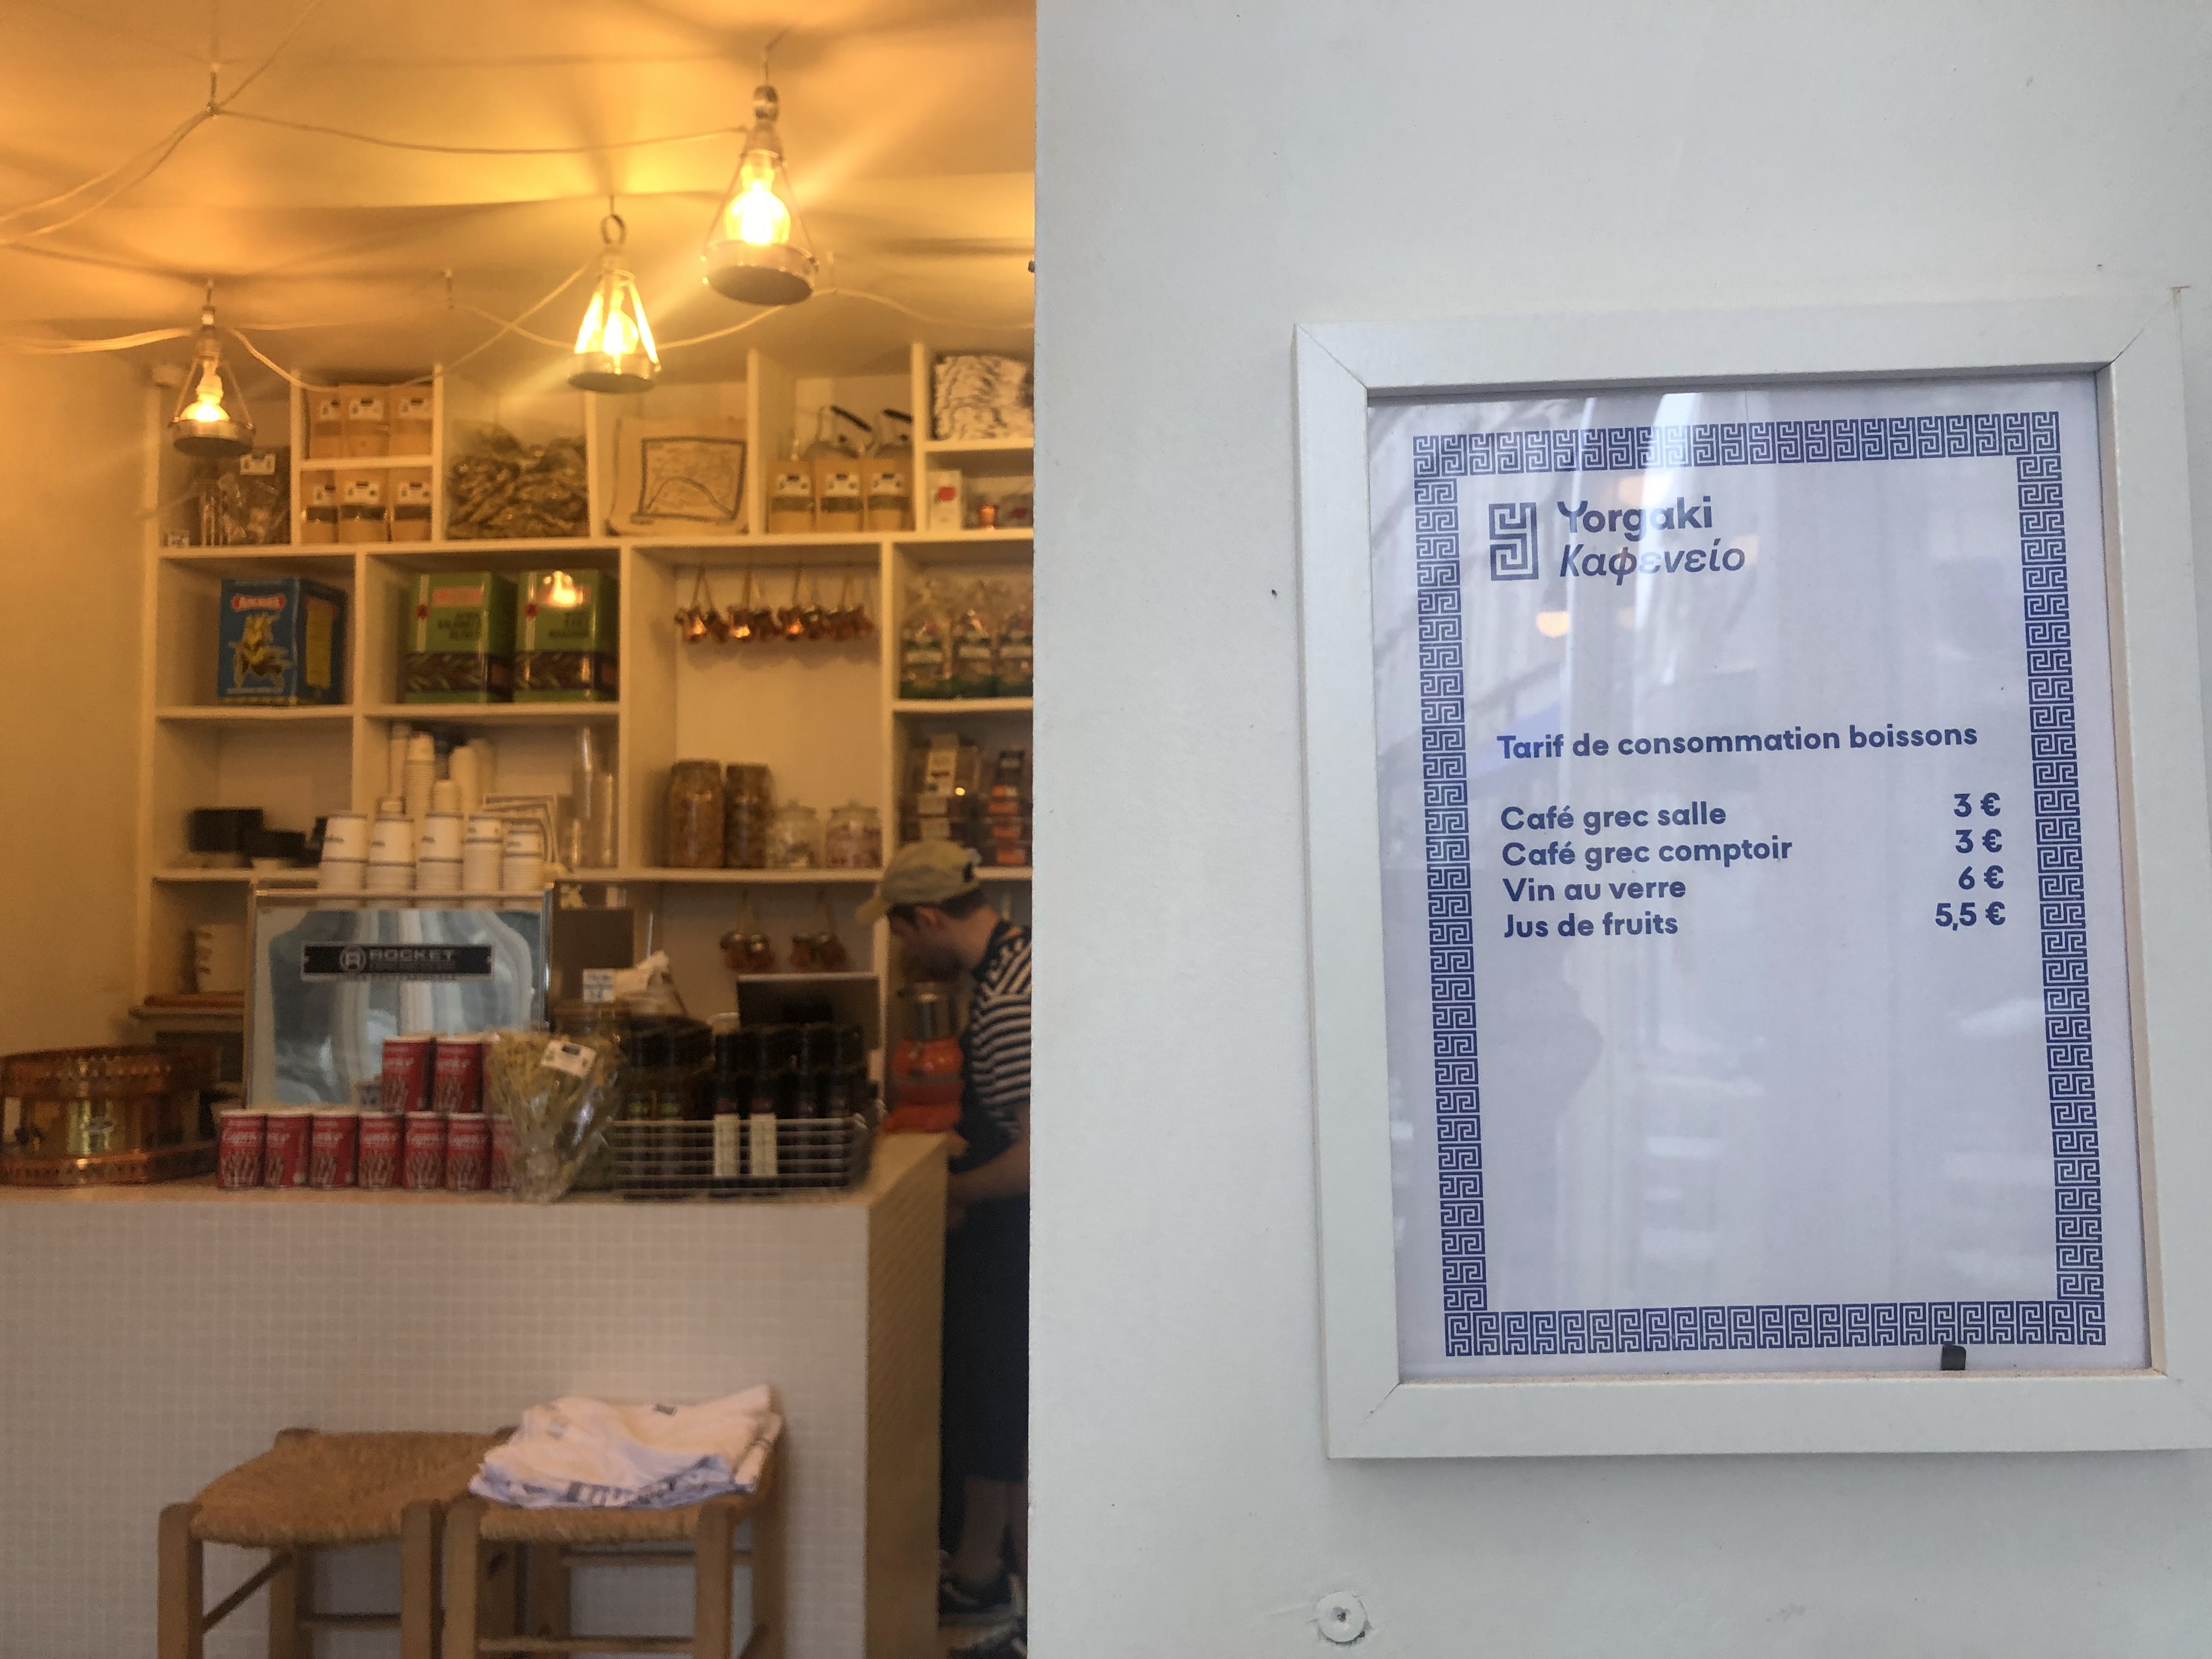 Yorgaki
Καφενείο
Tarif de consommation boissons
Café grec salle 3 €
Café grec comptoir 3 €
Vin au verre 6 €
Jus de fruits 5,5 €
ROCKET